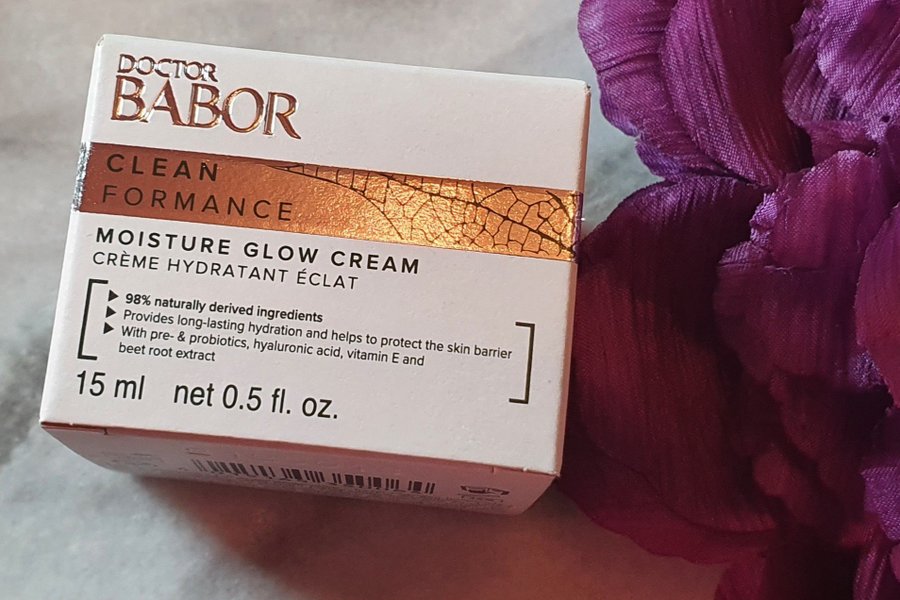 DOCTOR
BABOR
CLEAN
FORMANCE
MOISTURE GLOW CREAM
CRÈME HYDRATANT ÉCLAT
98% naturally derived ingredients
Provides long-lasting hydration and helps to protect the skin barrier
With pre- & probiotics, hyaluronic acid, vitamin E and
beet root extract
15 ml net 0.5 fl. oz.